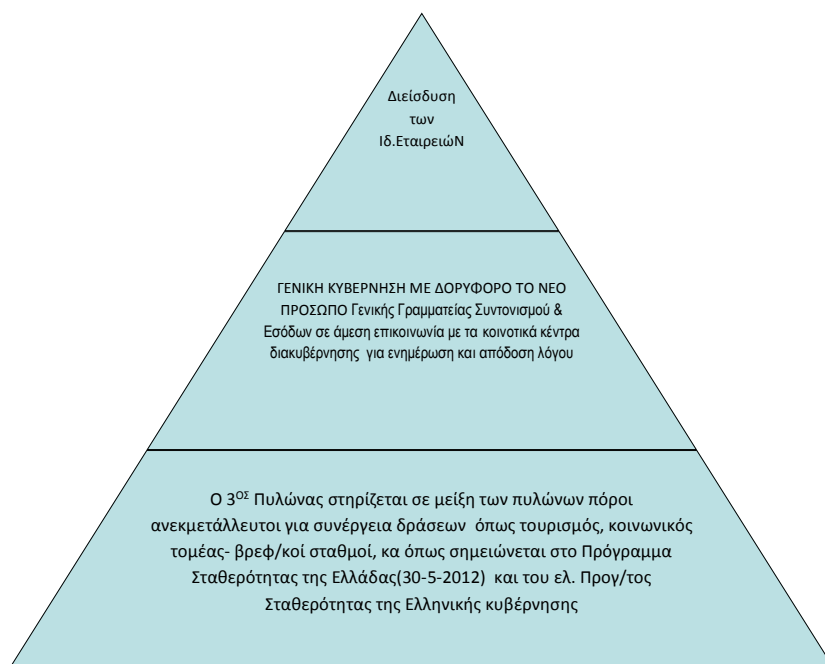 Διείσδυση
των
Ιδ.ΕταιρειώΝ
ΓΕΝΙΚΗ ΚΥΒΕΡΝΗΣΗ ΜΕ ΔΟΡΥΦΟΡΟ ΤΟ ΝΕΟ
ΠΡΟΣΩΠΟ Γενικής Γραμματείας Συντονισμού &
Εσόδων σε άμεση επικοινωνία με τα κοινοτικά κέντρα
διακυβέρνησης για ενημέρωση και απόδοση λόγου
Ο 3ΟΣ Πυλώνας στηρίζεται σε μείξη των πυλώνων πόροι
ανεκμετάλλευτοι για συνέργεια δράσεων όπως τουρισμός, κοινωνικός
τομέας- βρεφ/κοί σταθμοί, κα όπως σημειώνεται στο Πρόγραμμα
Σταθερότητας της Ελλάδας(30-5-2012) και του ελ. Προγ/τος
Σταθερότητας της Ελληνικής κυβέρνησης